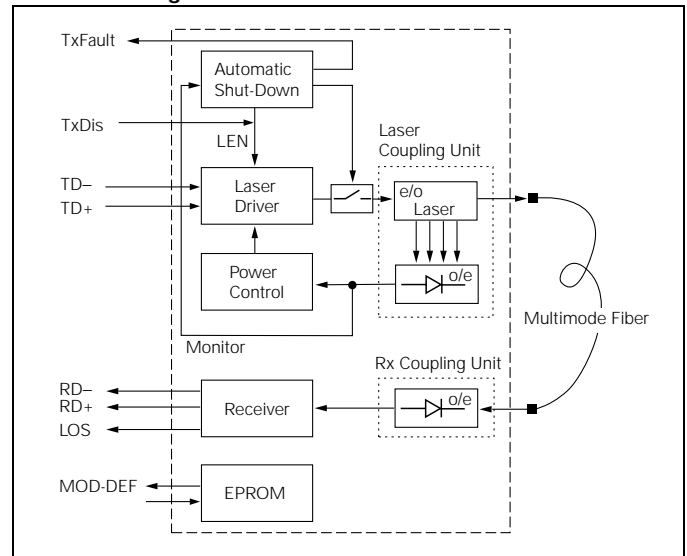 TxFault
Automatic
Shut-Down
TxDis
LEN
Laser
Coupling Unit
TD–
TD+
Laser
Driver
e/o
Laser
Power
Control
o/e
Multimode Fiber
Monitor
Rx Coupling Unit
RD–
RD+
LOS
Receiver
o/e
MOD-DEF
EPROM